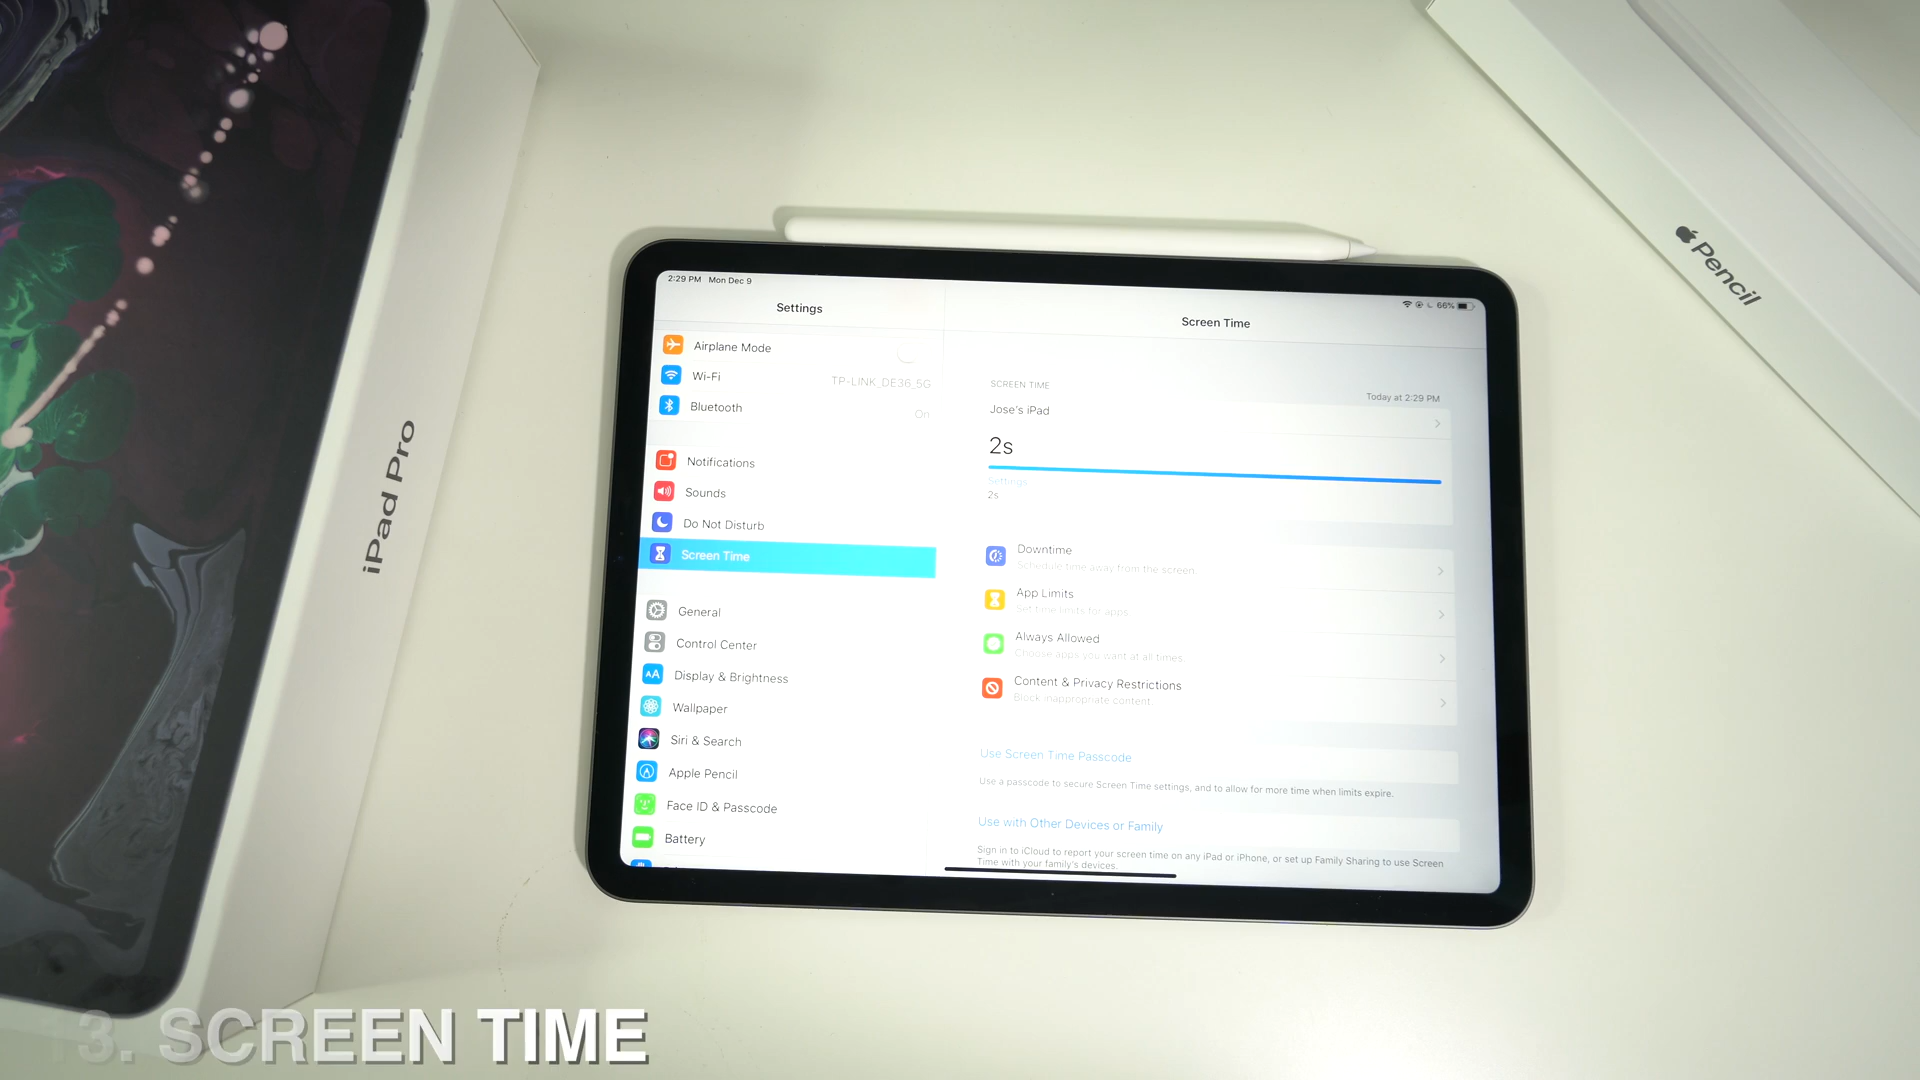 iPad Pro
Pencil
2:29 PM Mon Dec 9
66%
Settings
Airplane Mode
Wi-Fi
TP-LINK_DE36_5G
Bluetooth
On
Notifications
Sounds
Do Not Disturb
Screen Time
General
Control Center
Display & Brightness
Wallpaper
Siri & Search
Apple Pencil
Face ID & Passcode
Battery
Screen Time
SCREEN TIME
Today at 2:29 PM
Jose's iPad
2s
Settings
2s
Downtime
Schedule time away from the screen.
App Limits
Set time limits for apps.
Always Allowed
Choose apps you want at all times.
Content & Privacy Restrictions
Block inappropriate content.
Use Screen Time Passcode
Use a passcode to secure Screen Time settings, and to allow for more time when limits expire.
Use with Other Devices or Family
Sign in to iCloud to report your screen time on any iPad or iPhone, or set up Family Sharing to use Screen
Time with your family's devices.
13. SCREEN TIME